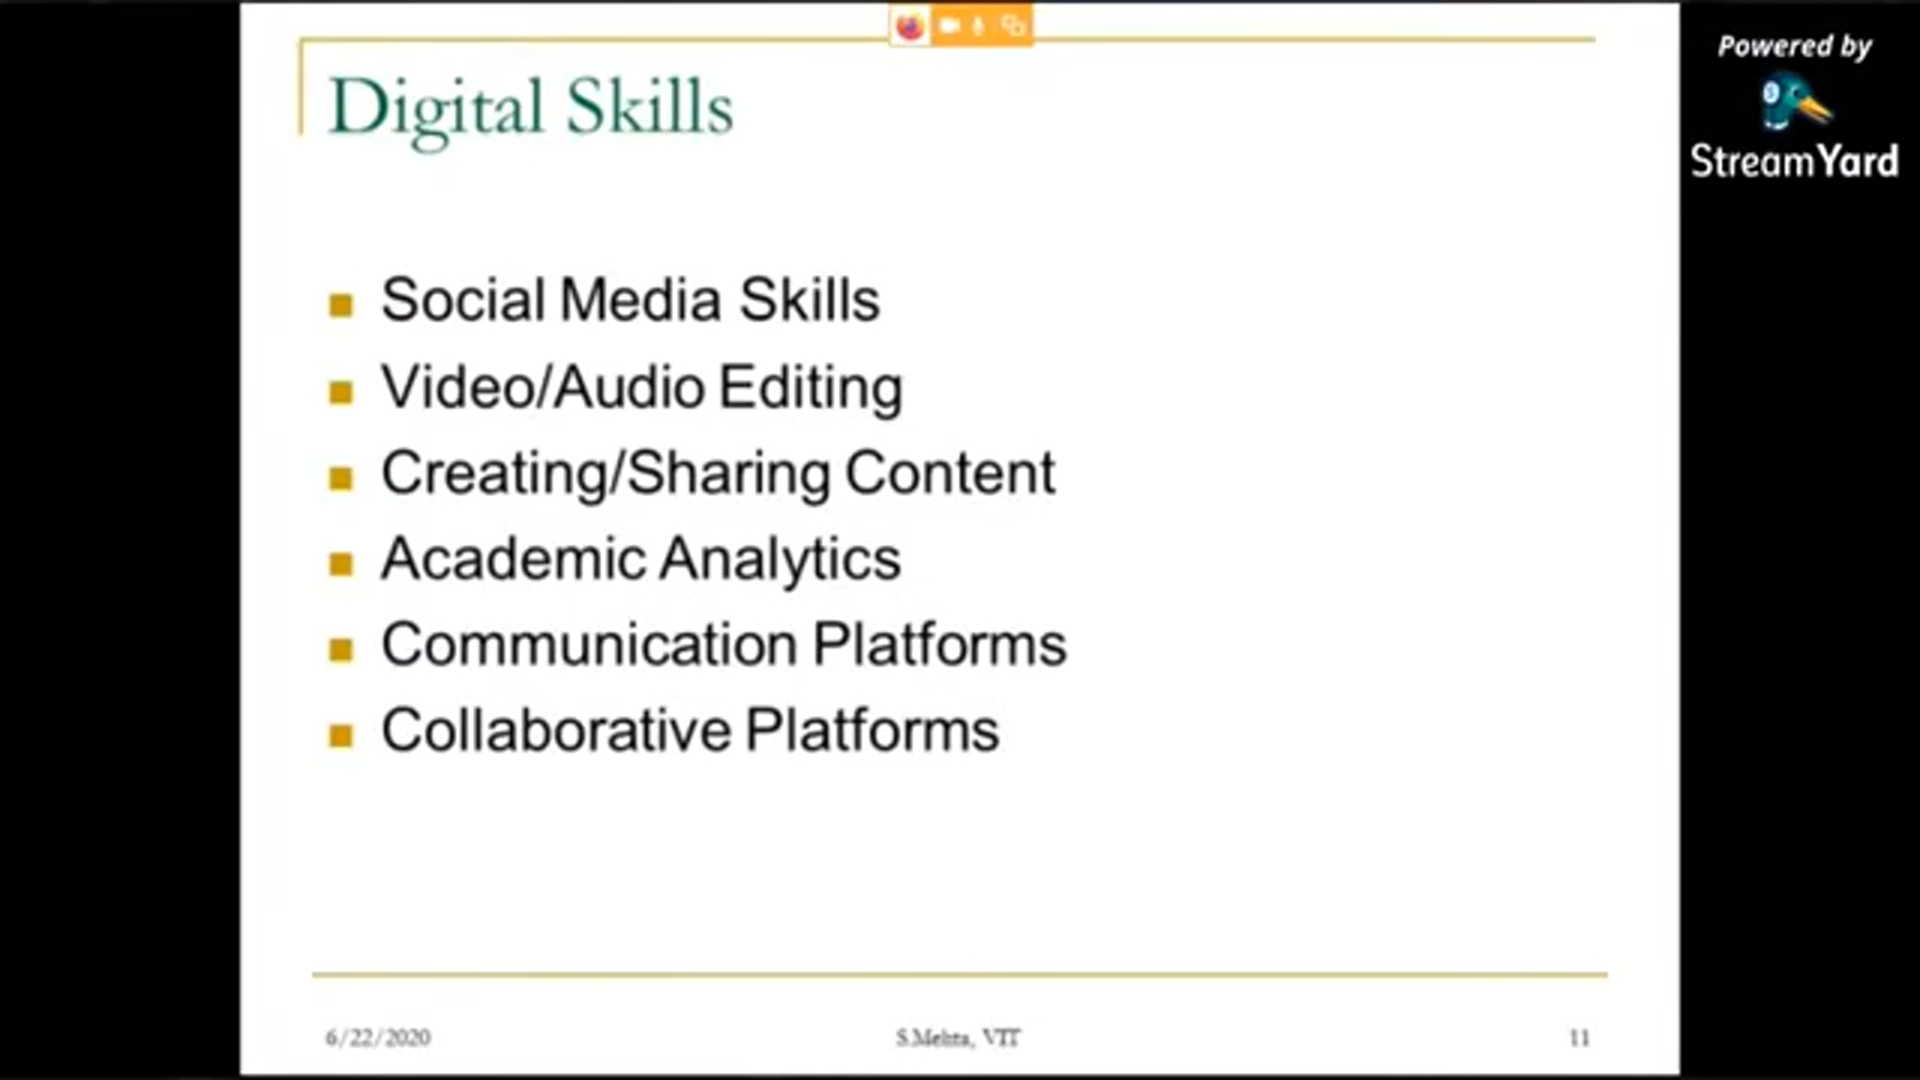 Powered by
StreamYard
Digital Skills
Social Media Skills
Video/Audio Editing
Creating/Sharing Content
Academic Analytics
Communication Platforms
Collaborative Platforms
6/22/2020
S.Mehta, VIT
11